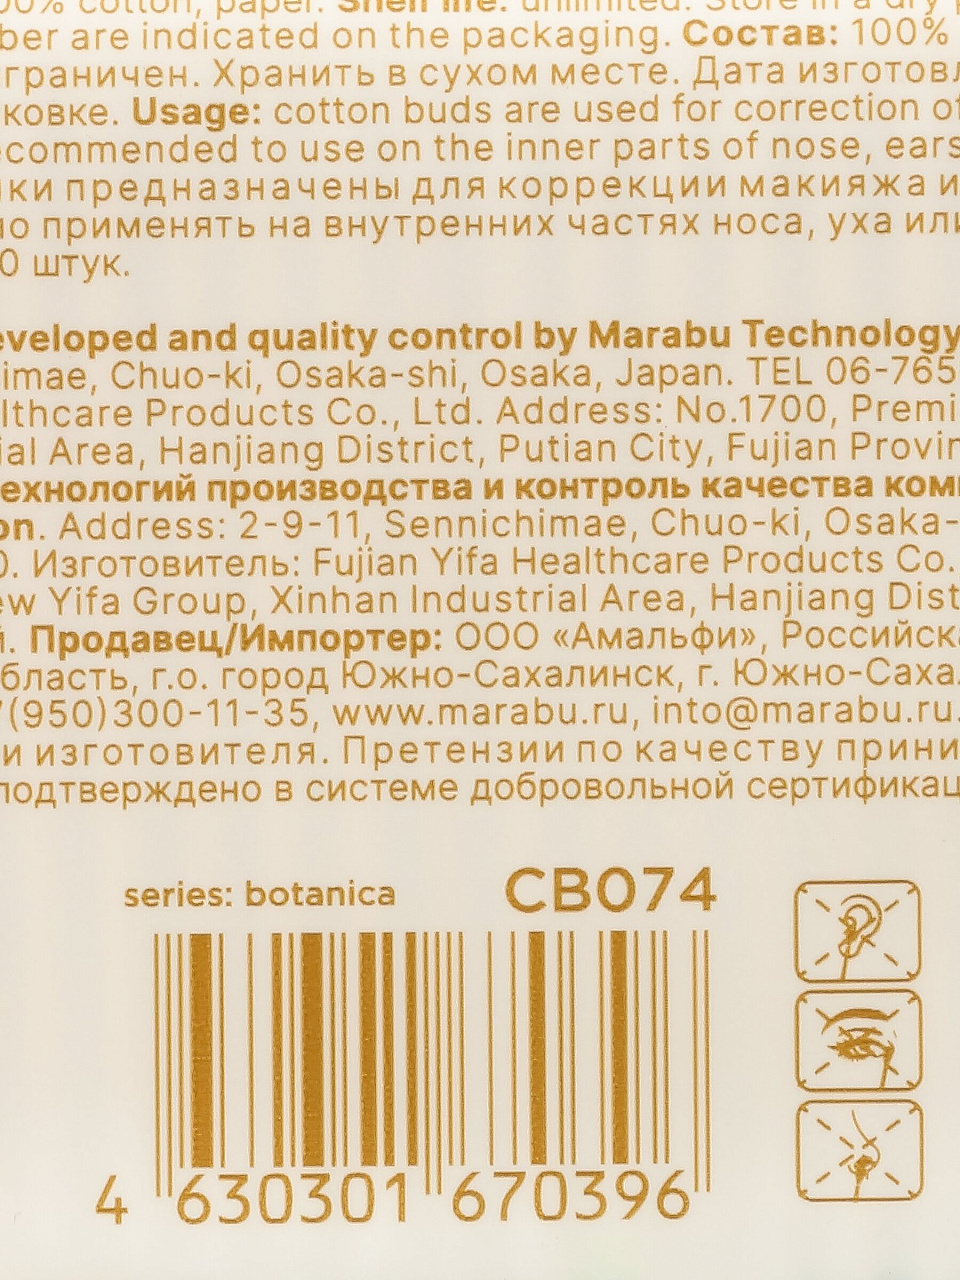 00% cotton, paper. Shelf life: unlimited. Store in a dry
ber are indicated on the packaging. Состав: 100%
граничен. Хранить в сухом месте. Дата изготовл
ковке. Usage: cotton buds are used for correction of
ecommended to use on the inner parts of nose, ears
ки предназначены для коррекции макияжа и
но применять на внутренних частях носа, уха или
0 штук.
eveloped and quality control by Marabu Technology
imae, Chuo-ki, Osaka-shi, Osaka, Japan. TEL 06-765
lthcare Products Co., Ltd. Address: No.1700, Premi
ial Area, Hanjiang District, Putian City, Fujian Provin
ехнологий производства и контроль качества ком
on. Address: 2-9-11, Sennichimae, Chuo-ki, Osaka-
0. Изготовитель: Fujian Yifa Healthcare Products Co.
ew Yifa Group, Xinhan Industrial Area, Hanjiang Dist
й. Продавец/Импортер: ООО «Амальфи», Российска
бласть, г.о. город Южно-Сахалинск, г. Южно-Саха
7(950)300-11-35, www.marabu.ru, into@marabu.ru.
и изготовителя. Претензии по качеству прини
подтверждено в системе добровольной сертификац
series: botanica CB074
4 630301 670396